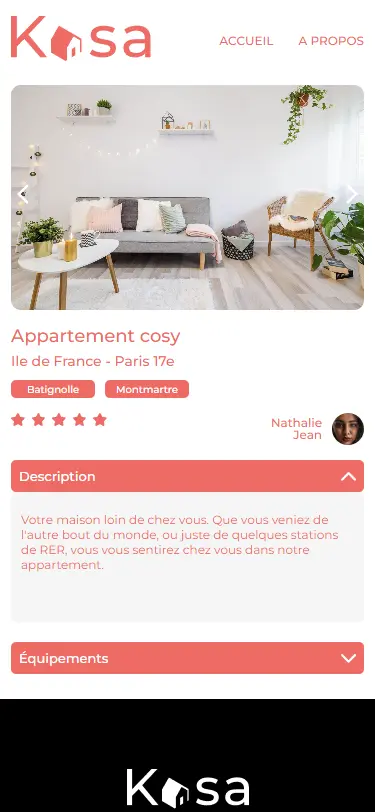 Kasa
ACCUEIL
A PROPOS
Appartement cosy
Ile de France - Paris 17e
Batignolle
Montmartre
Nathalie
Jean
Description
Votre maison loin de chez vous. Que vous veniez de
l'autre bout du monde, ou juste de quelques stations
de RER, vous vous sentirez chez vous dans notre
appartement.
Équipements
Kasa